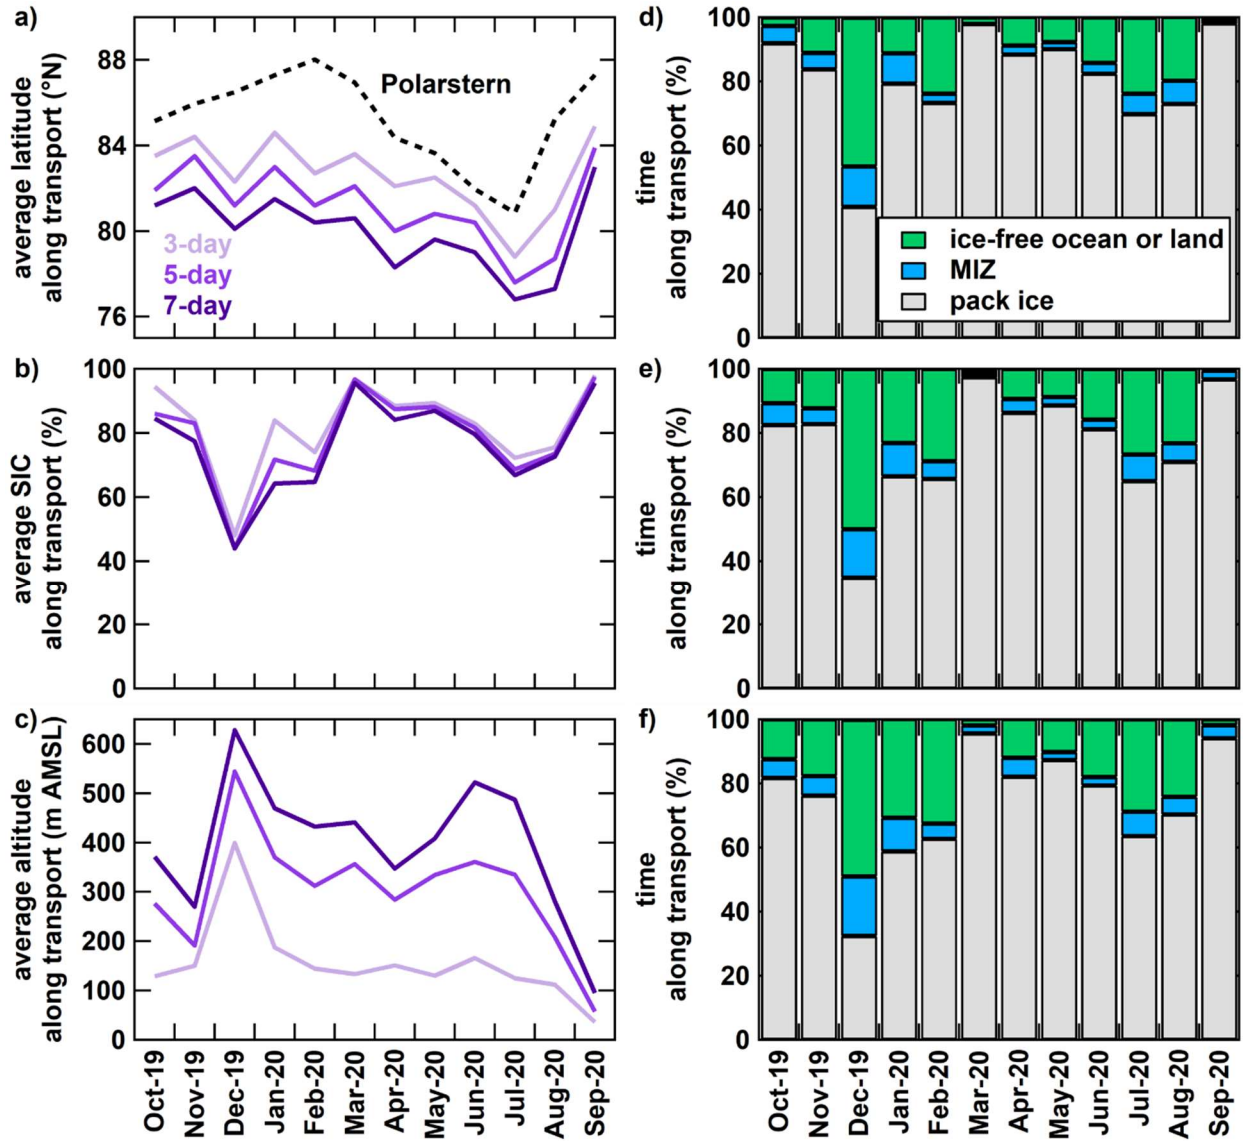 a)
average latitude
along transport (°N)
88
84
80
76
Polarstern
3-day
5-day
7-day
b)
average SIC
along transport (%)
100
80
60
40
20
0
c)
average altitude
along transport (m AMSL)
600
500
400
300
200
100
0
Oct-19
Nov-19
Dec-19
Jan-20
Feb-20
Mar-20
Apr-20
May-20
Jun-20
Jul-20
Aug-20
Sep-20
d)
time
along transport (%)
100
80
60
40
20
0
ice-free ocean or land
MIZ
pack ice
e)
time
along transport (%)
100
80
60
40
20
0
f)
time
along transport (%)
100
80
60
40
20
0
Oct-19
Nov-19
Dec-19
Jan-20
Feb-20
Mar-20
Apr-20
May-20
Jun-20
Jul-20
Aug-20
Sep-20